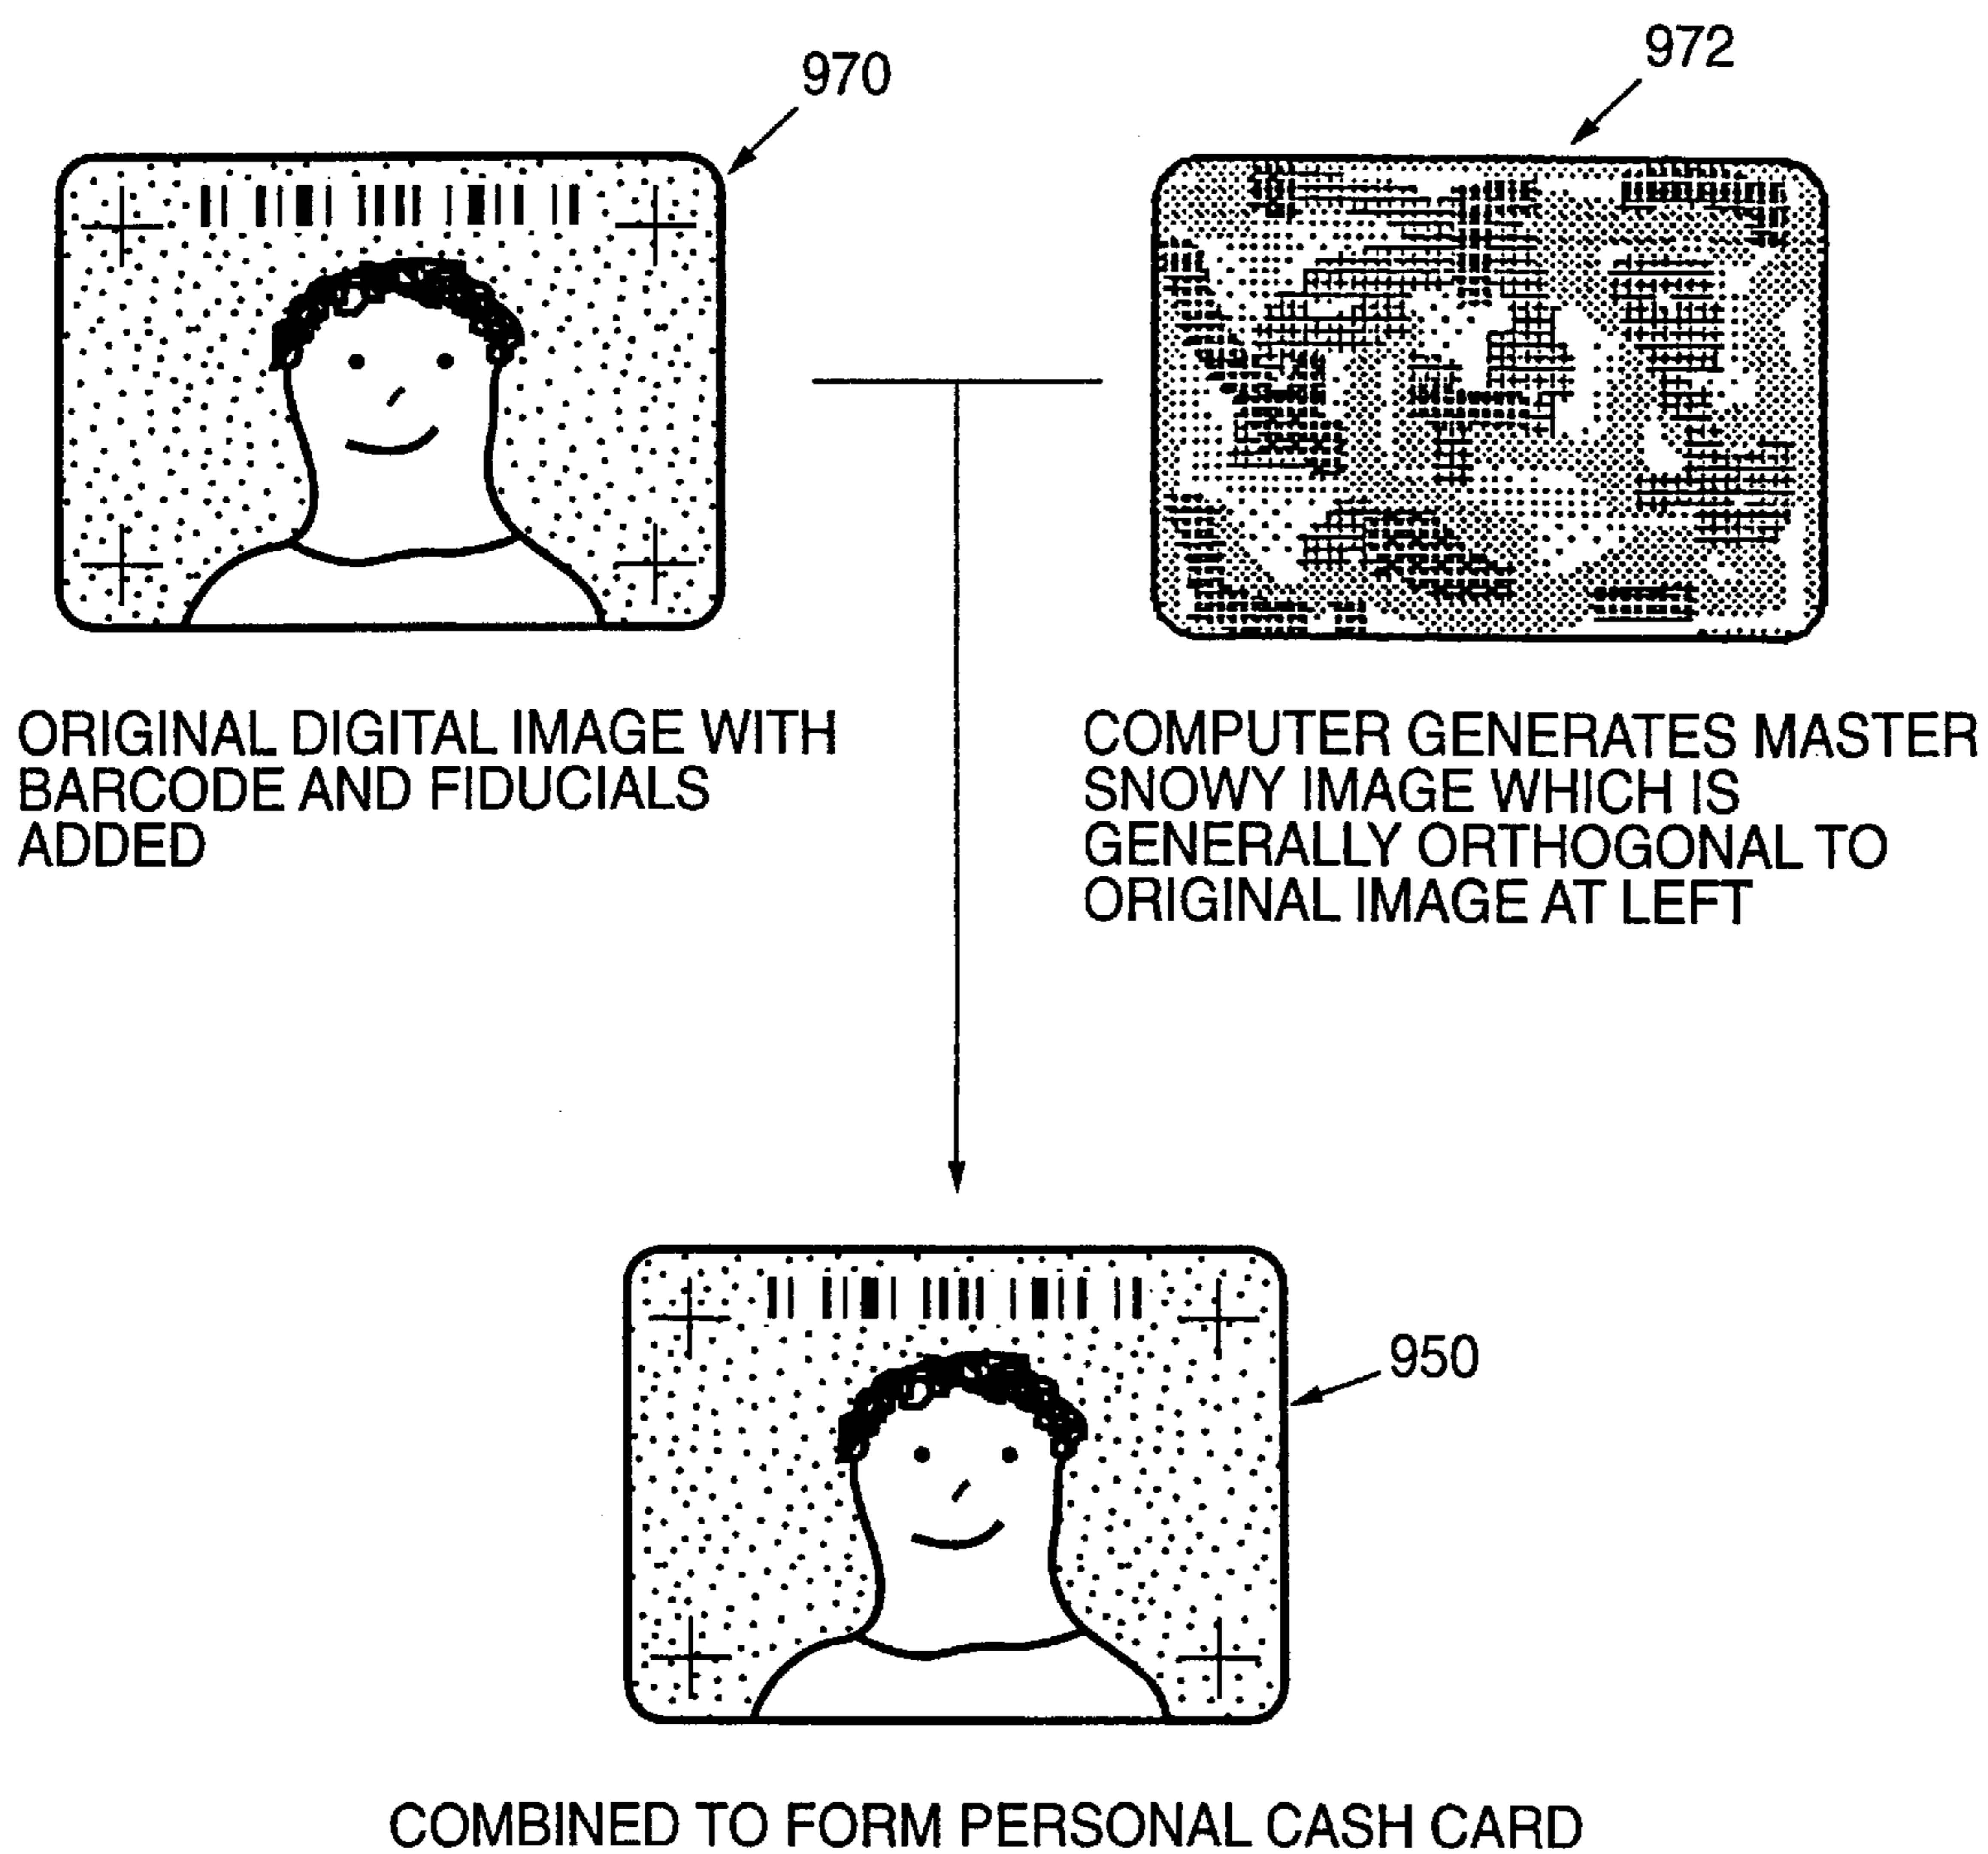 970
972
ORIGINAL DIGITAL IMAGE WITH
BARCODE AND FIDUCIALS
ADDED
COMPUTER GENERATES MASTER
SNOWY IMAGE WHICH IS
GENERALLY ORTHOGONAL TO
ORIGINAL IMAGE AT LEFT
950
COMBINED TO FORM PERSONAL CASH CARD